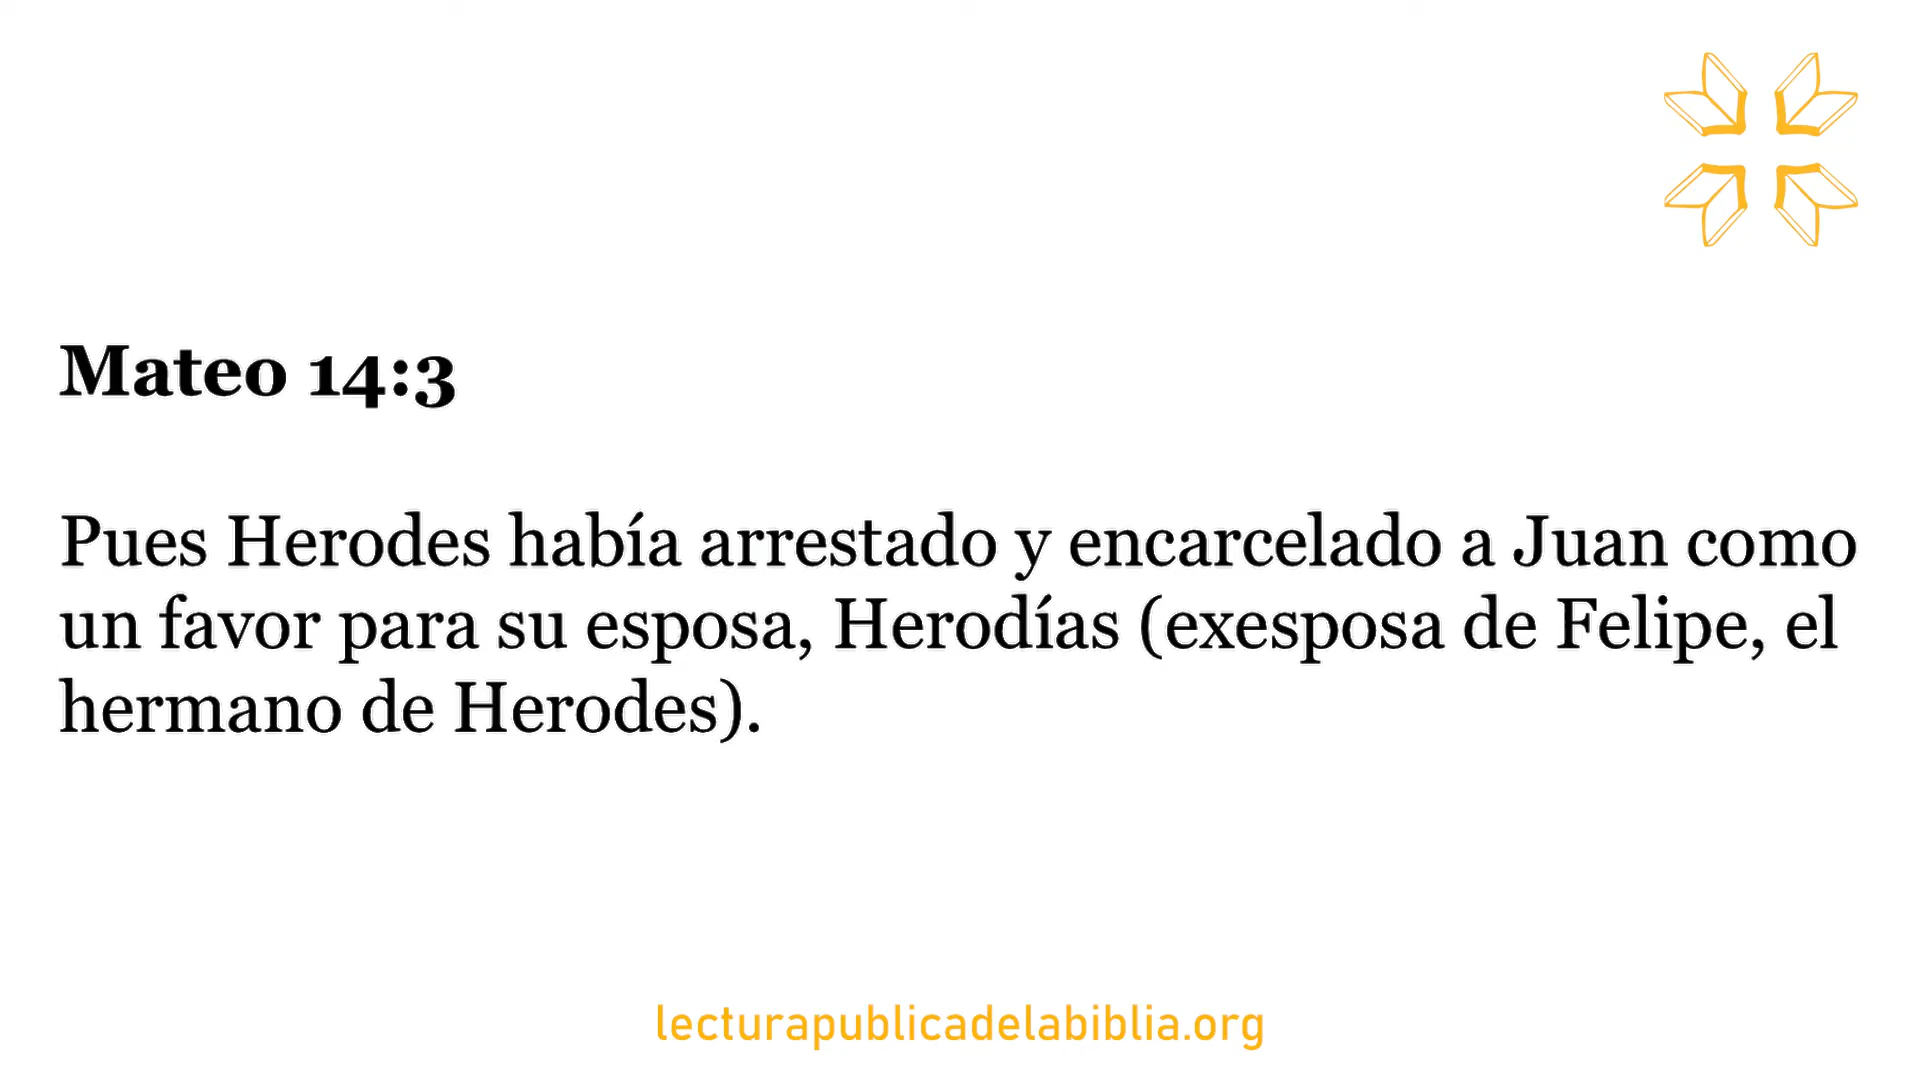 Mateo 14:3
Pues Herodes había arrestado y encarcelado a Juan como
un favor para su esposa, Herodías (exesposa de Felipe, el
hermano de Herodes).
lecturapublicadelabiblia.org